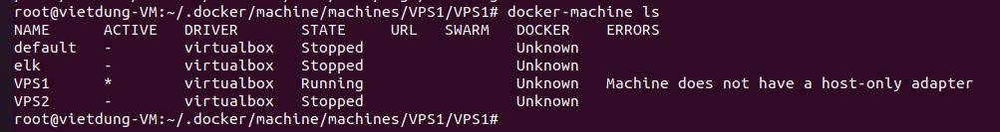 root@vietdung-VM:~/.docker/machine/machines/VPS1/VPS1# docker-machine ls
NAME      ACTIVE   DRIVER       STATE     URL   SWARM   DOCKER    ERRORS
default   -        virtualbox   Stopped                 Unknown
elk       -        virtualbox   Stopped                 Unknown
VPS1      *        virtualbox   Running                 Unknown   Machine does not have a host-only adapter
VPS2      -        virtualbox   Stopped                 Unknown
root@vietdung-VM:~/.docker/machine/machines/VPS1/VPS1#